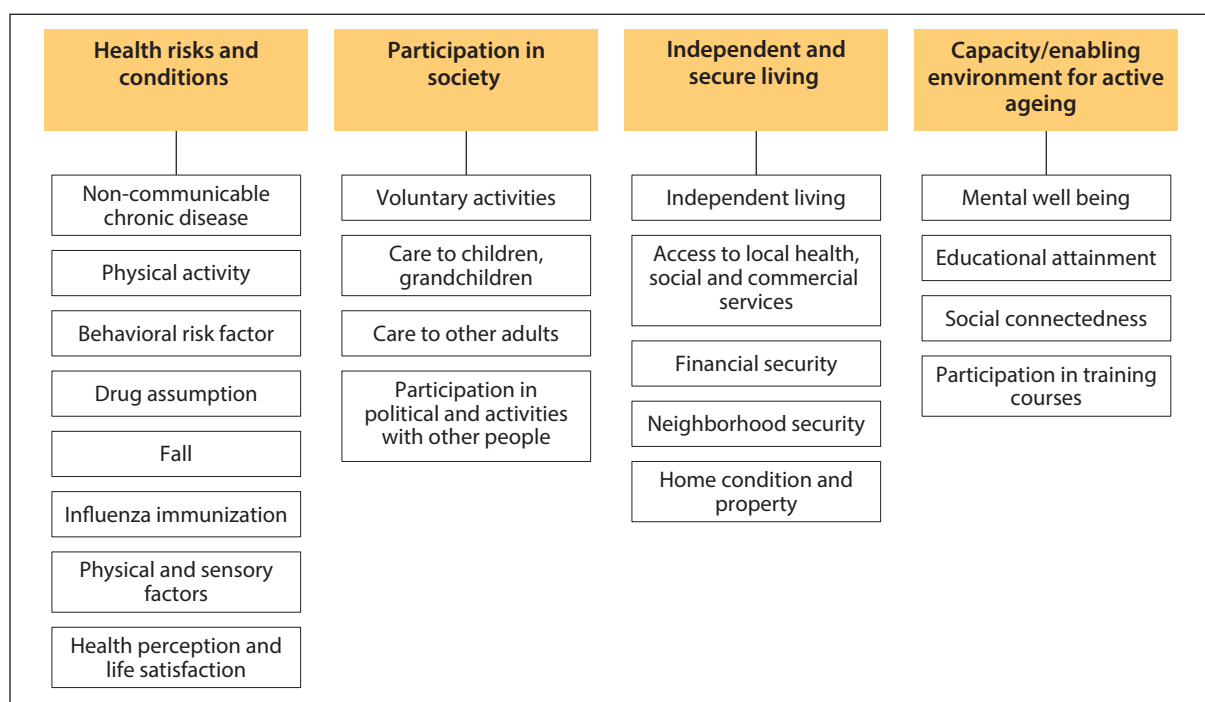 Health risks and
conditions
Non-communicable
chronic disease
Physical activity
Behavioral risk factor
Drug assumption
Fall
Influenza immunization
Physical and sensory
factors
Health perception and
life satisfaction
Participation in
society
Voluntary activities
Care to children,
grandchildren
Care to other adults
Participation in
political and activities
with other people
Independent and
secure living
Independent living
Access to local health,
social and commercial
services
Financial security
Neighborhood security
Home condition and
property
Capacity/enabling
environment for active
ageing
Mental well being
Educational attainment
Social connectedness
Participation in training
courses